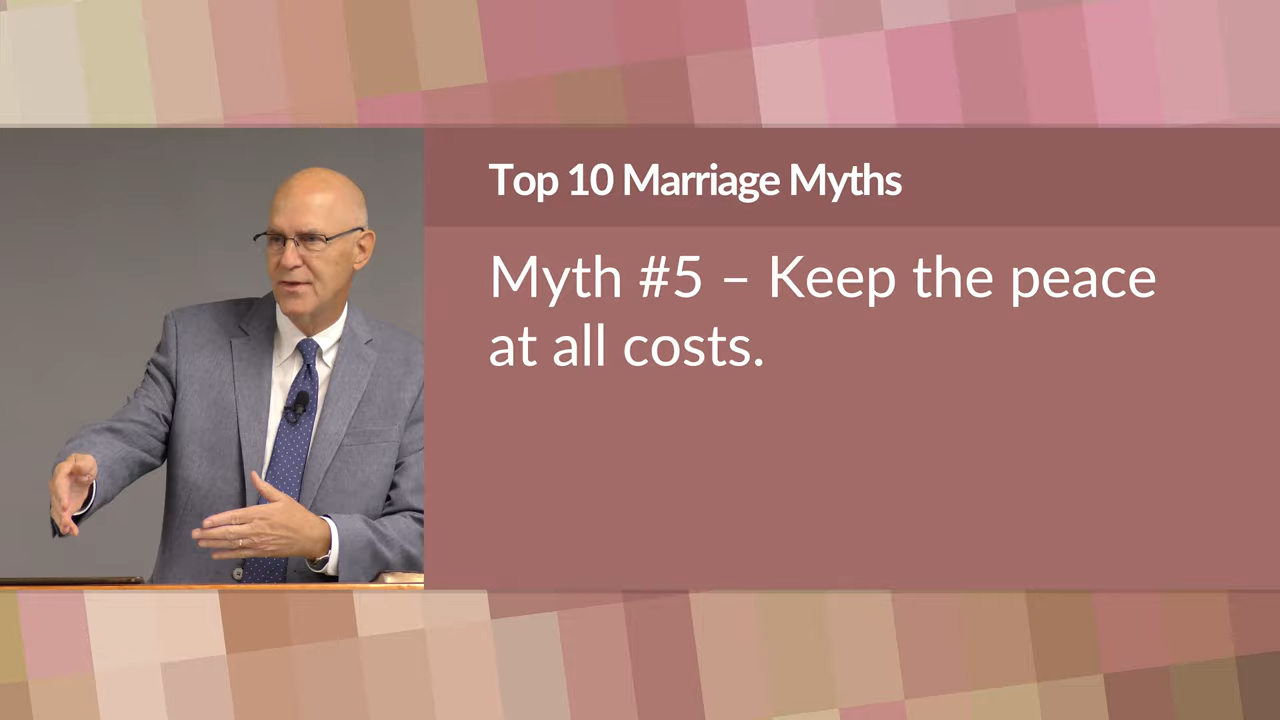 Top 10 Marriage Myths
Myth #5 – Keep the peace
at all costs.